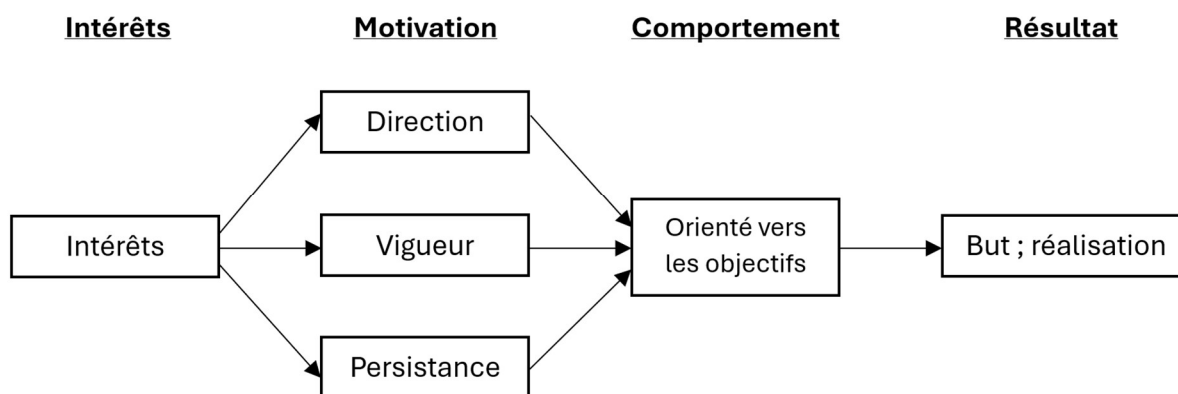 Intérêts Motivation Comportement Résultat
Direction
Intérêts
Vigueur
Persistance
Orienté vers
les objectifs
But ; réalisation